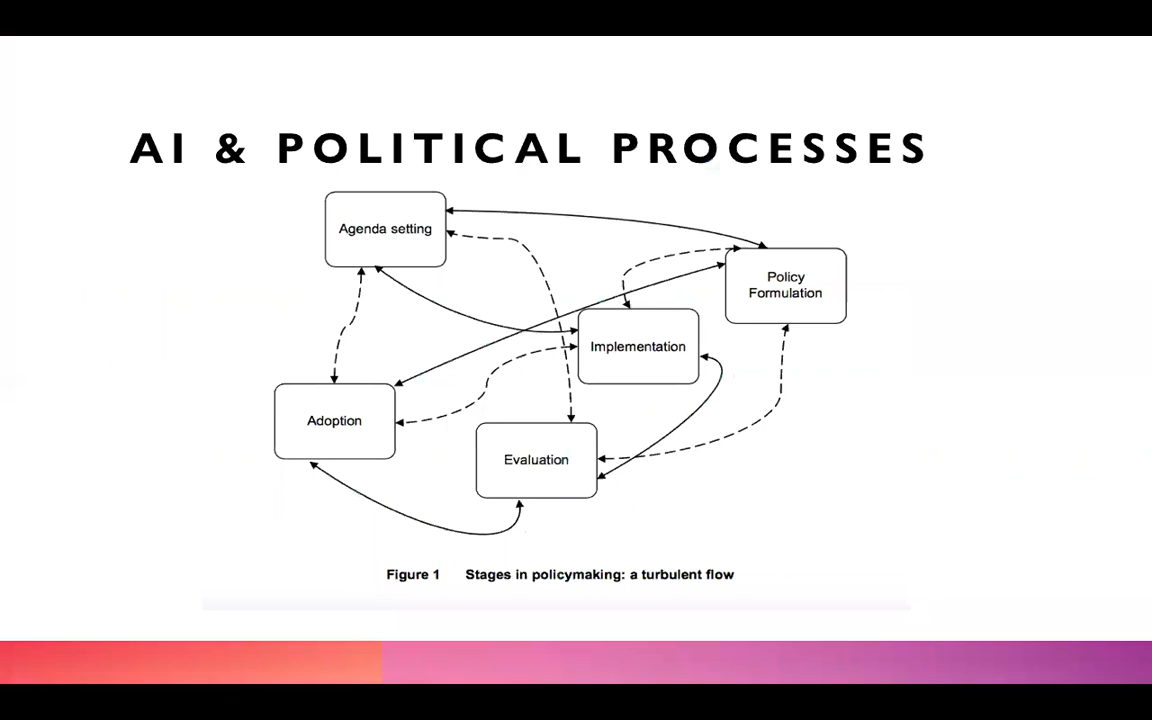 AI & POLITICAL PROCESSES
Agenda setting
Policy
Formulation
Implementation
Adoption
Evaluation
Figure 1 Stages in policymaking: a turbulent flow